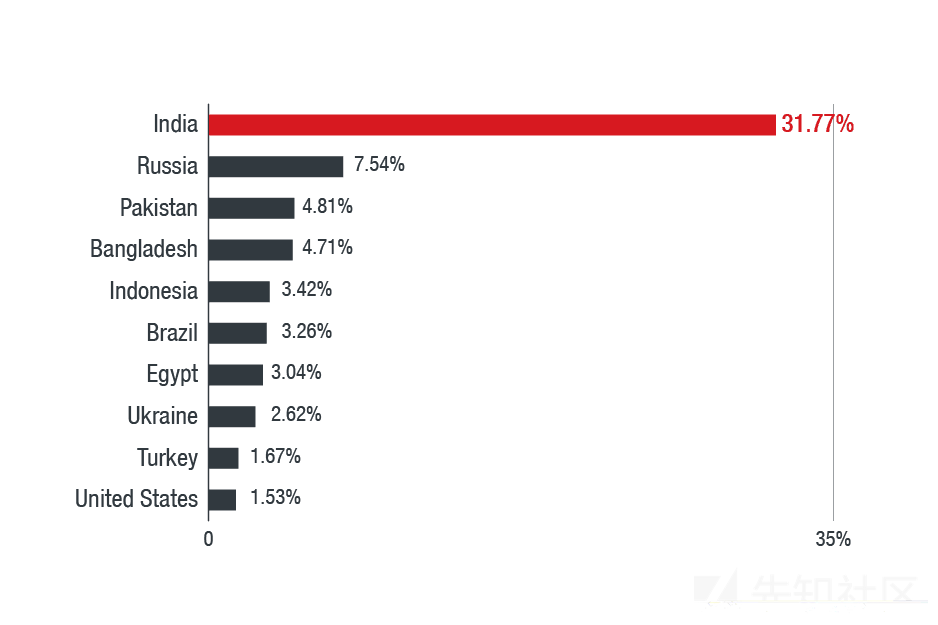 India 31.77%
Russia 7.54%
Pakistan 4.81%
Bangladesh 4.71%
Indonesia 3.42%
Brazil 3.26%
Egypt 3.04%
Ukraine 2.62%
Turkey 1.67%
United States 1.53%
0 35%
先知社区